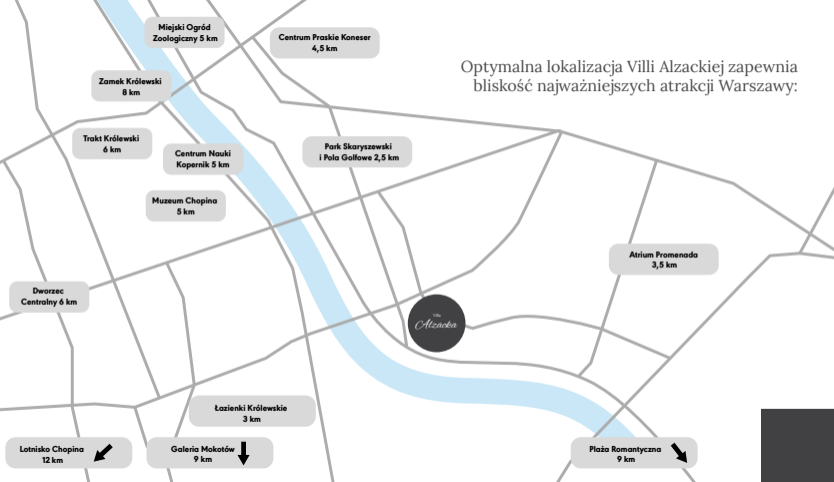 Miejski Ogród
Zoologiczny 5 km
Centrum Praskie Koneser
4,5 km
Optymalna lokalizacja Villi Alzackiej zapewnia
bliskość najważniejszych atrakcji Warszawy:
Zamek Królewski
8 km
Trakt Królewski
6 km
Centrum Nauki
Kopernik 5 km
Park Skaryszewski
i Pola Golfowe 2,5 km
Muzeum Chopina
5 km
Atrium Promenada
3,5 km
Dworzec
Centralny 6 km
Villa
Alzacka
Łazienki Królewskie
3 km
Lotnisko Chopina
12 km
Galeria Mokotów
9 km
Plaża Romantyczna
9 km